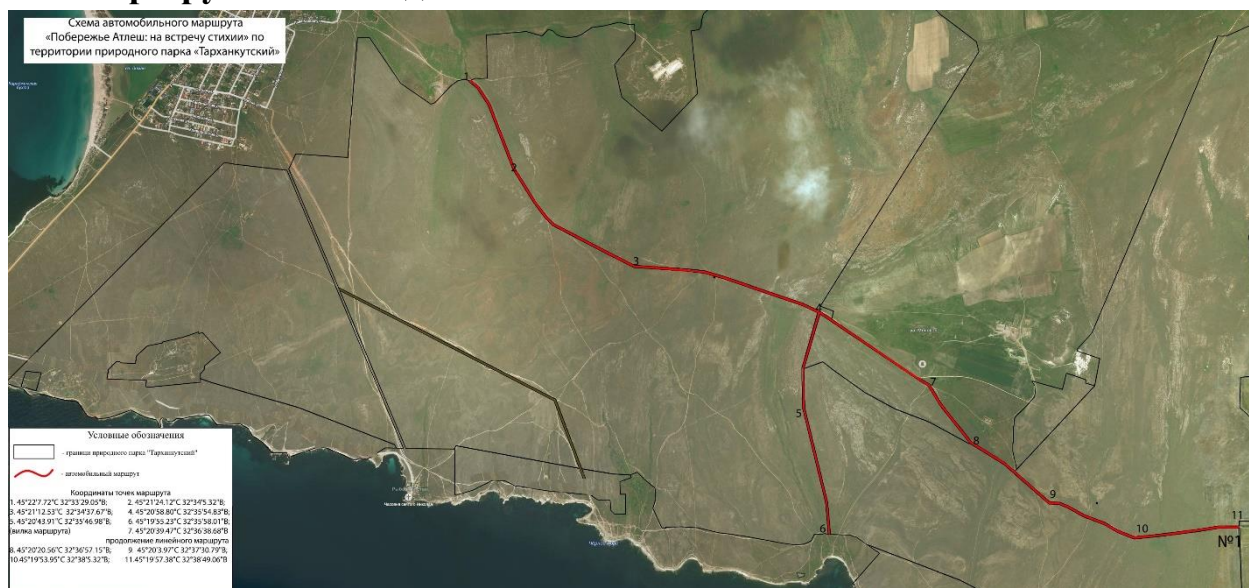 Схема автомобильного маршрута
«Побережье Атлеш: на встречу стихии» по
территории природного парка «Тарханкутский»
1
2
3
4
5
6
7
8
9
10
11
№1
Условные обозначения
- границы природного парка "Тарханкутский"
- автомобильный маршрут
Координаты точек маршрута
1. 45°22'7.72"С 32°33'29.05"В; 2. 45°21'24.12"С 32°34'5.32"В;
3. 45°21'12.53"С 32°34'37.67"В; 4. 45°20'58.80"С 32°35'54.83"В;
5. 45°20'43.91"С 32°35'46.98"В; 6 45°19'55.23"С 32°35'58.01"В;
(вилка маршрута) 7. 45°20'39.47"С 32°36'38.68"В
продолжение линейного маршрута
8. 45°20'20.56"С 32°36'57.15"В; 9 45°20'3.97"С 32°37'30.79"В;
10.45°19'53.95"С 32°38'5.32"В; 11.45°19'57.38"С 32°38'49.06"В